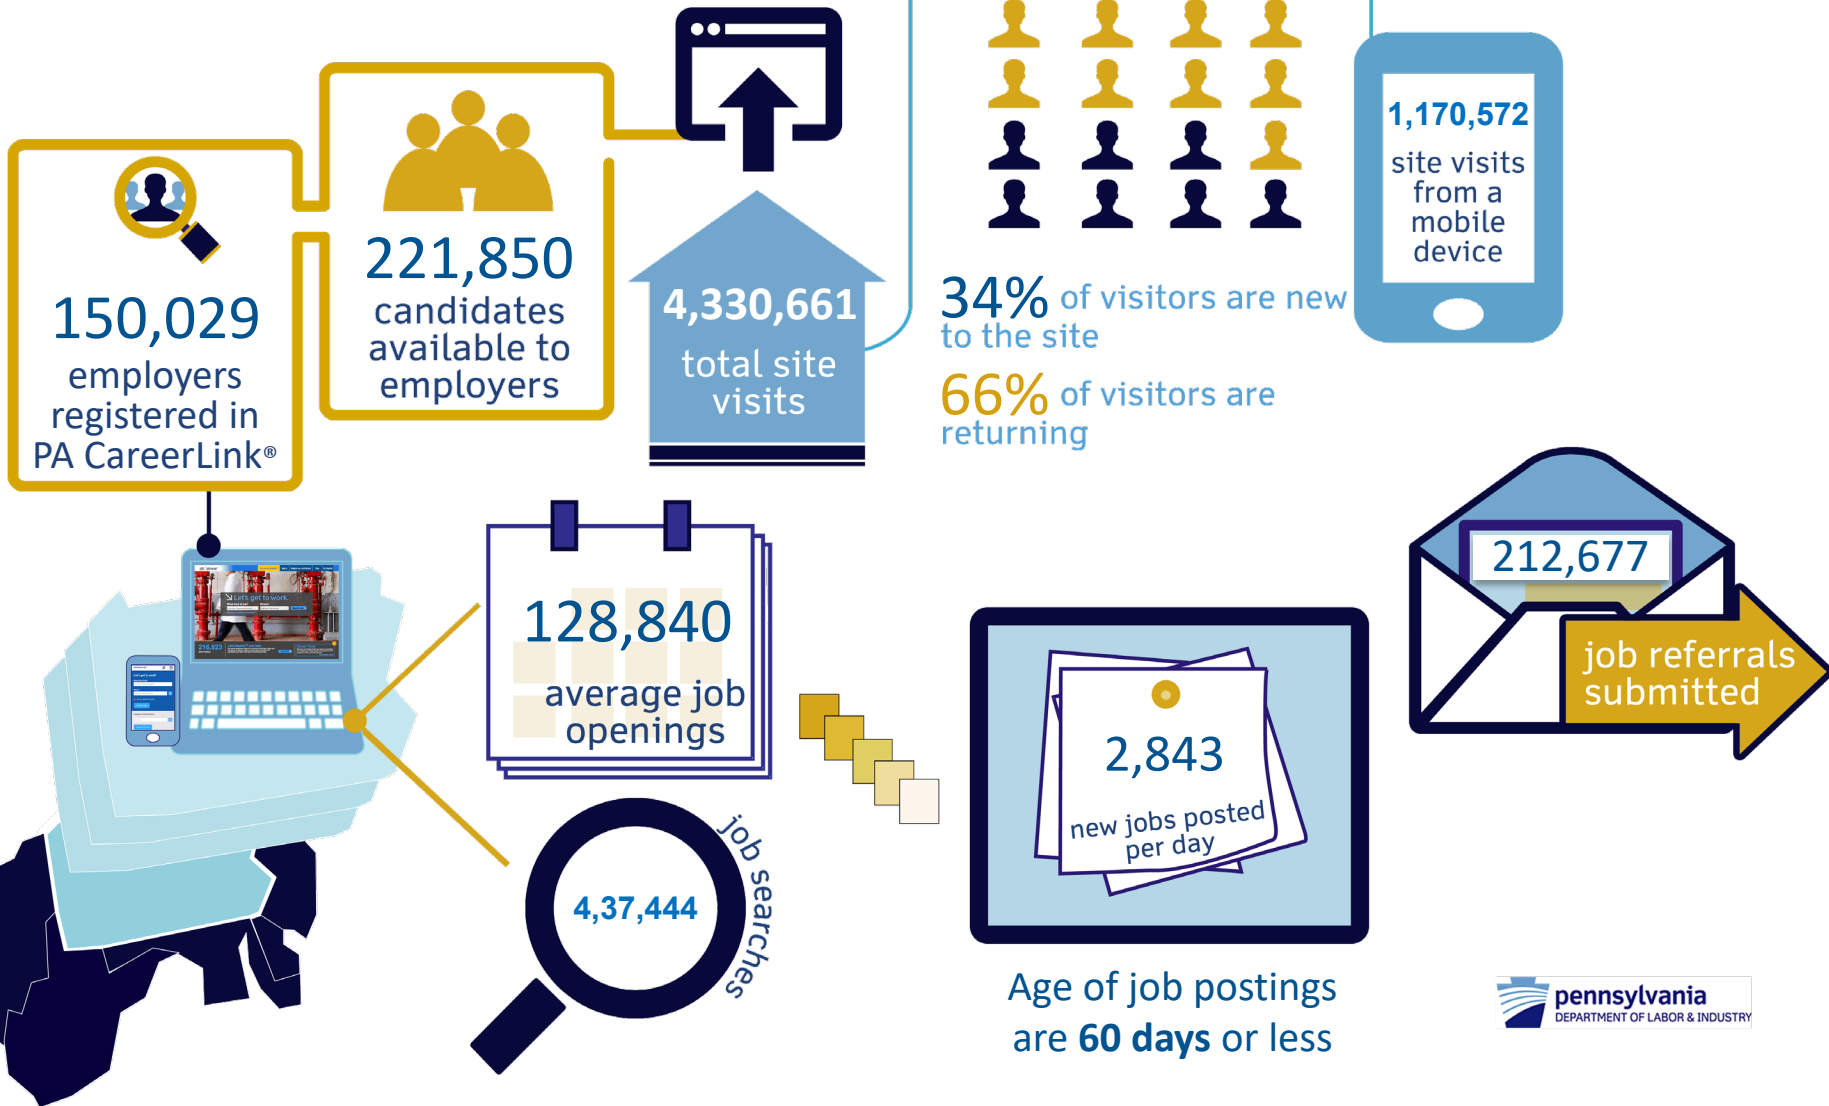 150,029
employers
registered in
PA CareerLink®
221,850
candidates
available to
employers
4,330,661
total site
visits
34% of visitors are new
to the site
66% of visitors are
returning
1,170,572
site visits
from a
mobile
device
Let's get to work.
128,840
average job
openings
4,37,444
job searches
2,843
new jobs posted
per day
Age of job postings
are 60 days or less
212,677
job referrals
submitted
pennsylvania
DEPARTMENT OF LABOR & INDUSTRY